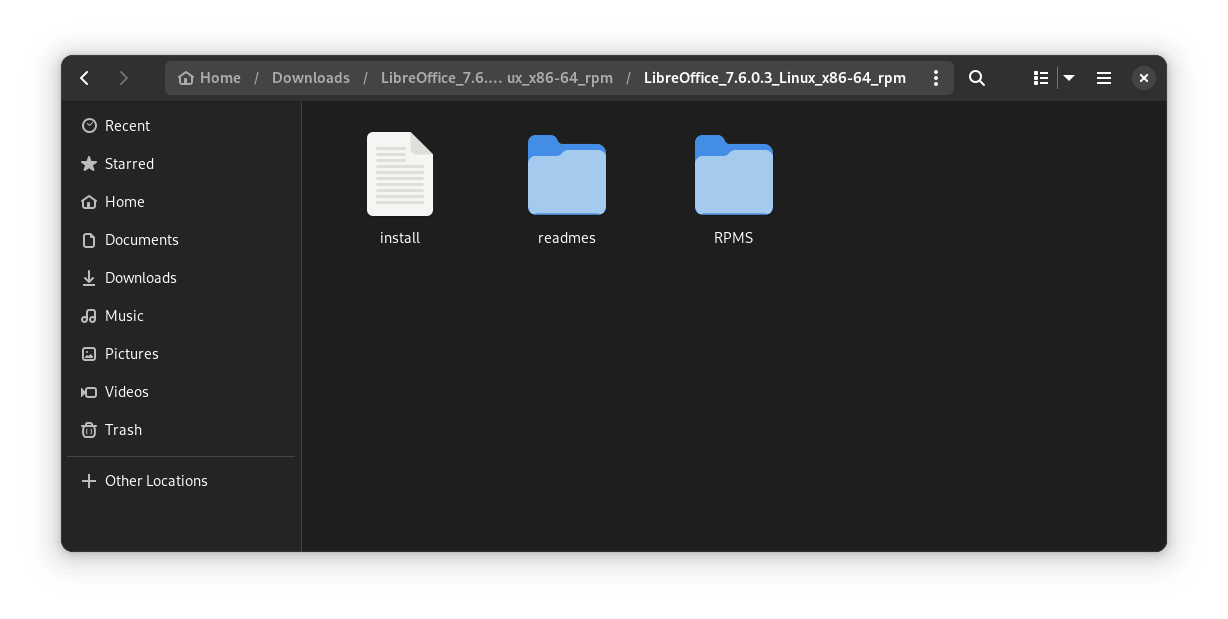 Home / Downloads / LibreOffice_7.6.... ux_x86-64_rpm / LibreOffice_7.6.0.3_Linux_x86-64_rpm
Recent
Starred
Home
Documents
Downloads
Music
Pictures
Videos
Trash
Other Locations
install readmes RPMS